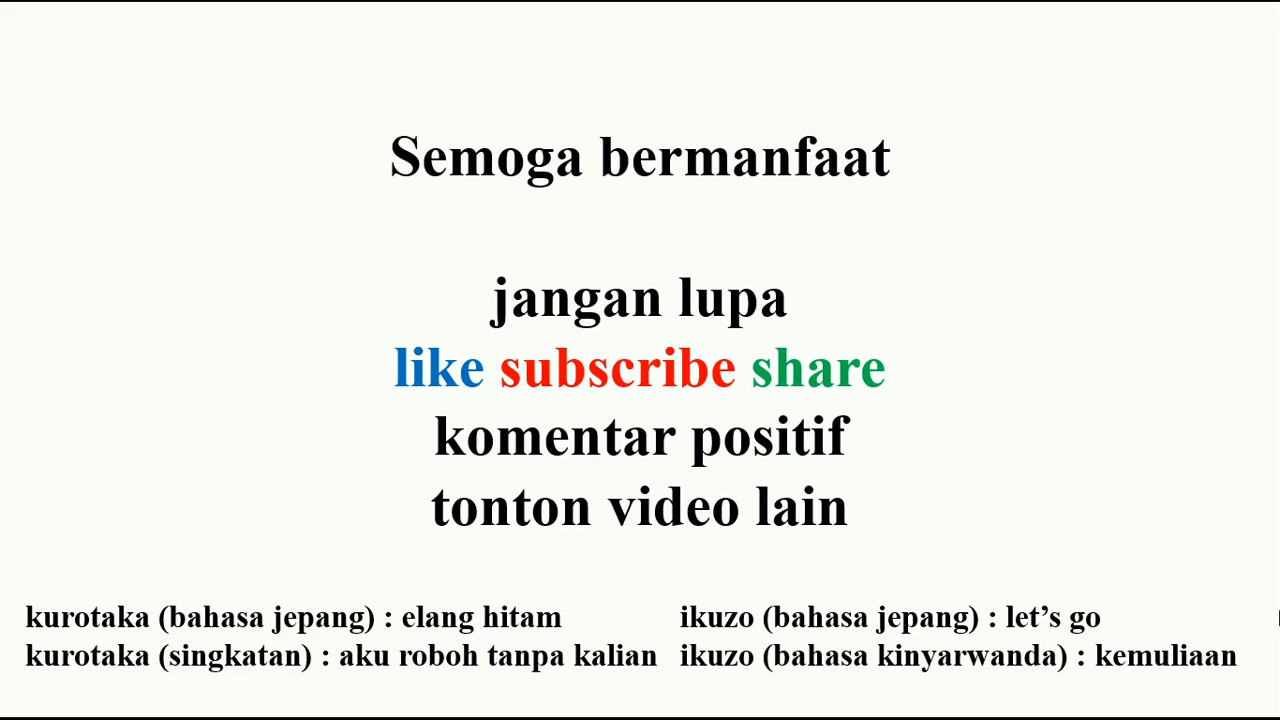 Semoga bermanfaat
jangan lupa
like subscribe share
komentar positif
tonton video lain
kurotaka (bahasa jepang) : elang hitam
kurotaka (singkatan) : aku roboh tanpa kalian
ikuzo (bahasa jepang) : let’s go
ikuzo (bahasa kinyarwanda) : kemuliaan